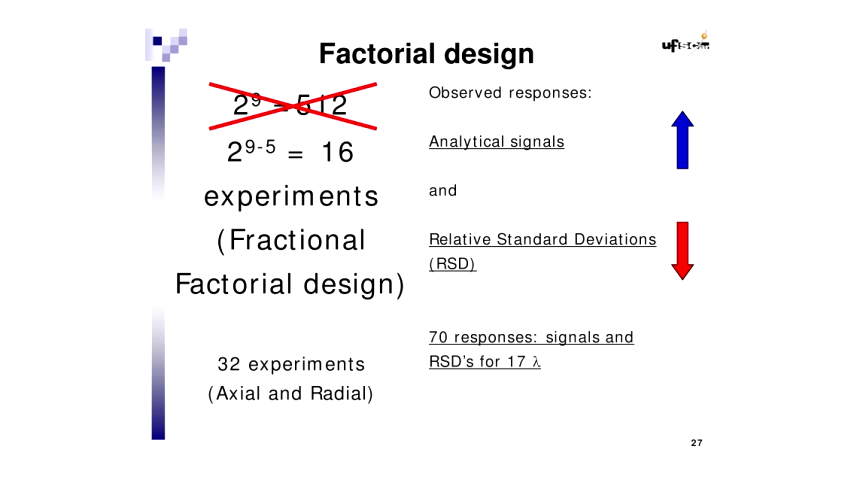 Factorial design
2⁹ = 512
2⁹⁻⁵ = 16
experiments
(Fractional
Factorial design)
32 experiments
(Axial and Radial)
Observed responses:
Analytical signals
and
Relative Standard Deviations
(RSD)
70 responses: signals and
RSD's for 17 λ
27